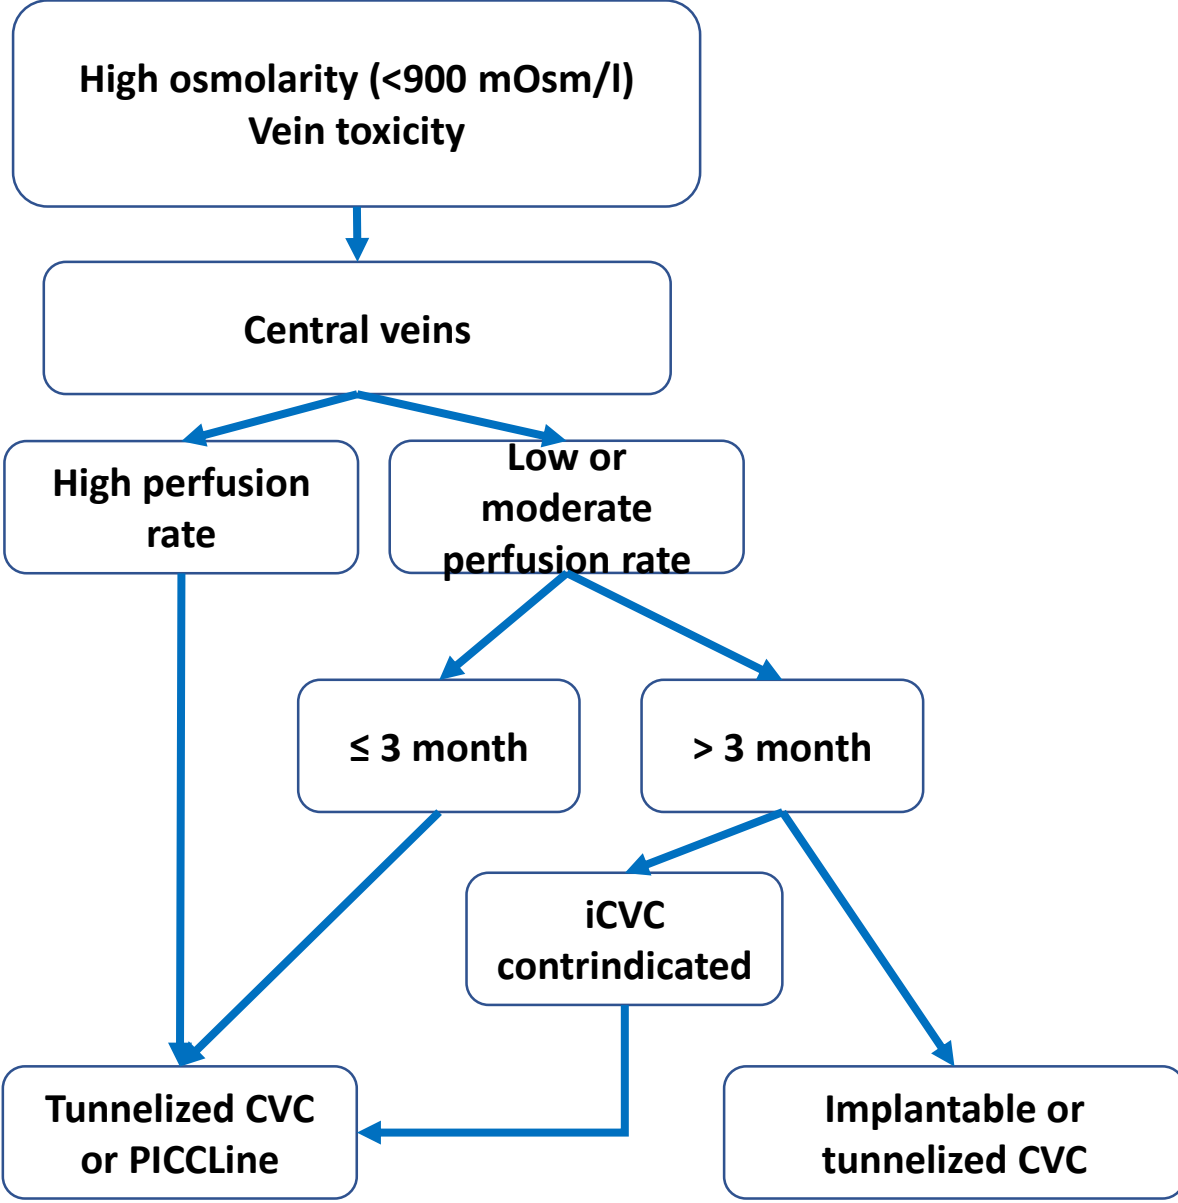 High osmolarity (<900 mOsm/l)
Vein toxicity
Central veins
High perfusion
rate
Low or
moderate
perfusion rate
≤ 3 month
> 3 month
iCVC
contrindicated
Tunnelized CVC
or PICCLine
Implantable or
tunnelized CVC